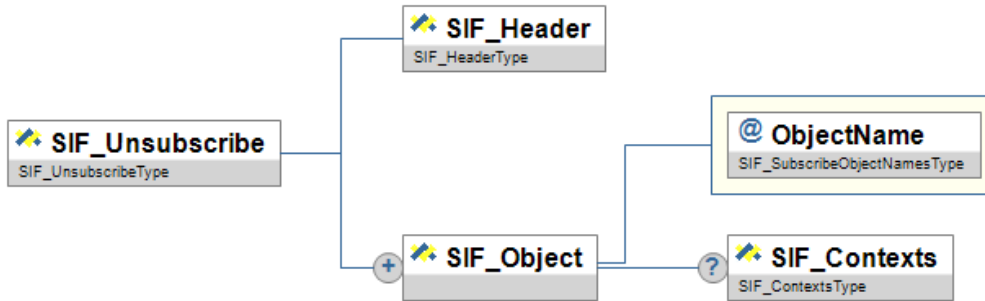 SIF_Header
SIF_HeaderType
SIF_Unsubscribe
SIF_UnsubscribeType
@ ObjectName
SIF_SubscribeObjectNamesType
+ SIF_Object
? SIF_Contexts
SIF_ContextsType